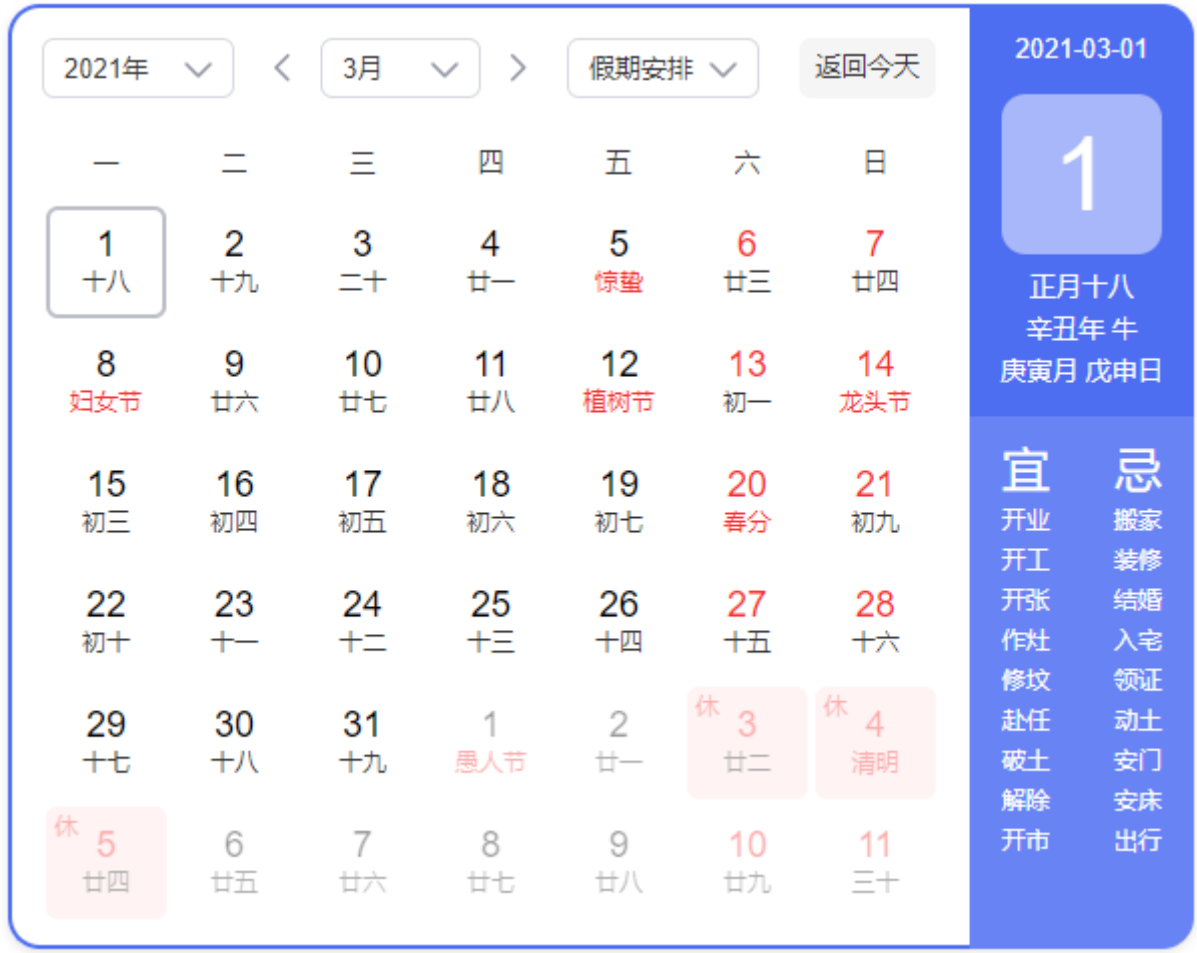 2021年 3月 假期安排 返回今天
一 二 三 四 五 六 日
1 2 3 4 5 6 7
十八 十九 二十 廿一 惊蛰 廿三 廿四
8 9 10 11 12 13 14
妇女节 廿六 廿七 廿八 植树节 初一 龙头节
15 16 17 18 19 20 21
初三 初四 初五 初六 初七 春分 初九
22 23 24 25 26 27 28
初十 十一 十二 十三 十四 十五 十六
休 休
29 30 31 1 2 3 4
十七 十八 十九 愚人节 廿一 廿二 清明
休
5 6 7 8 9 10 11
廿四 廿五 廿六 廿七 廿八 廿九 三十
2021-03-01
1
正月十八
辛丑年 牛
庚寅月 戊申日
宜 忌
开业 搬家
开工 装修
开张 结婚
作灶 入宅
修坟 领证
赴任 动土
破土 安门
解除 安床
开市 出行